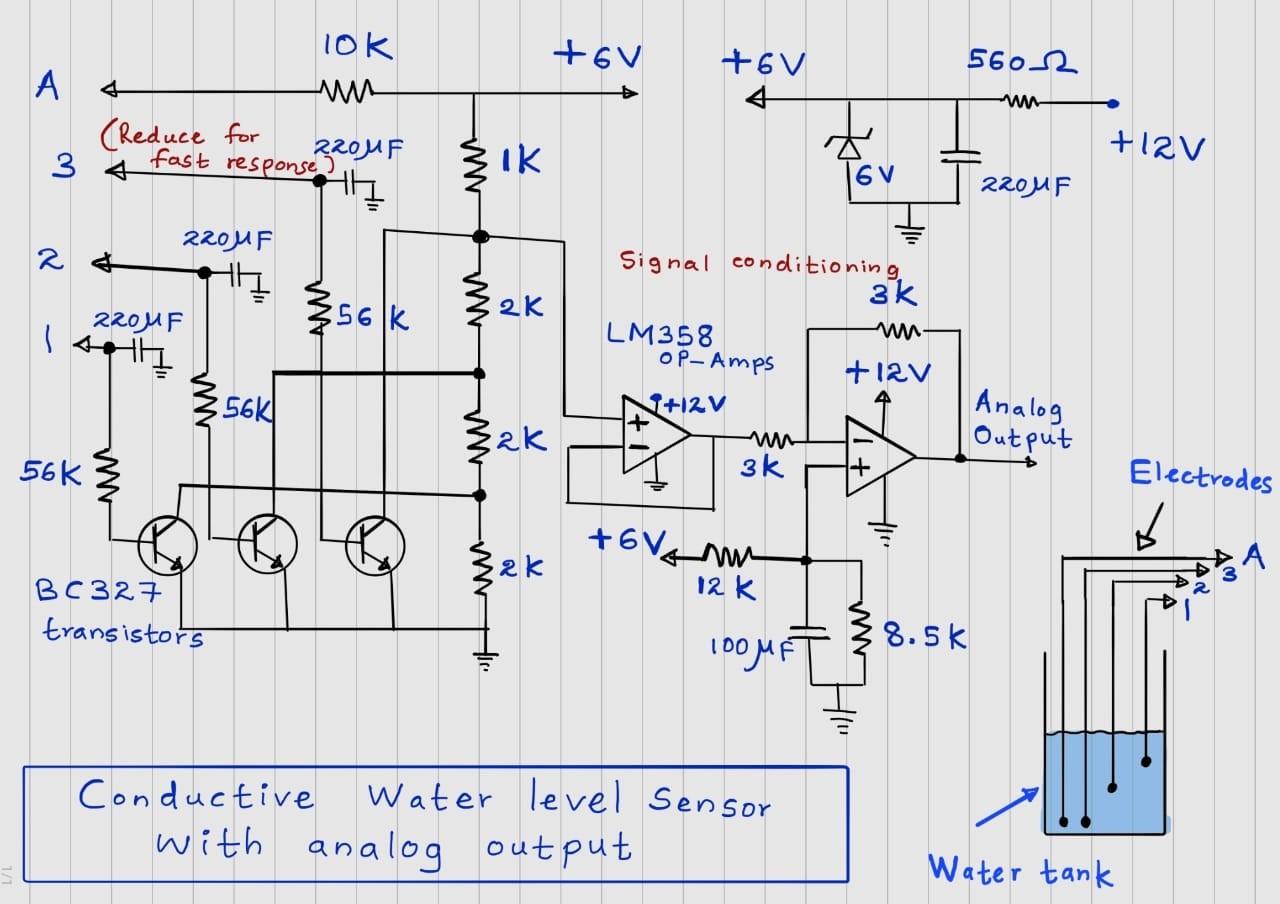 10K
+6V
+6V
560Ω
A
+12V
(Reduce for
fast response)
3
220µF
1K
6V
220µF
2
220µF
Signal conditioning
3K
56K
2K
1
220µF
LM358
OP-Amps
+12V
+12V
Analog
Output
56K
2K
+
-
-
+
3K
56K
Electrodes
+6V
12K
A
3
2
1
2K
BC327
transistors
100µF
8.5K
Conductive Water level Sensor
with analog output
Water tank
1/1